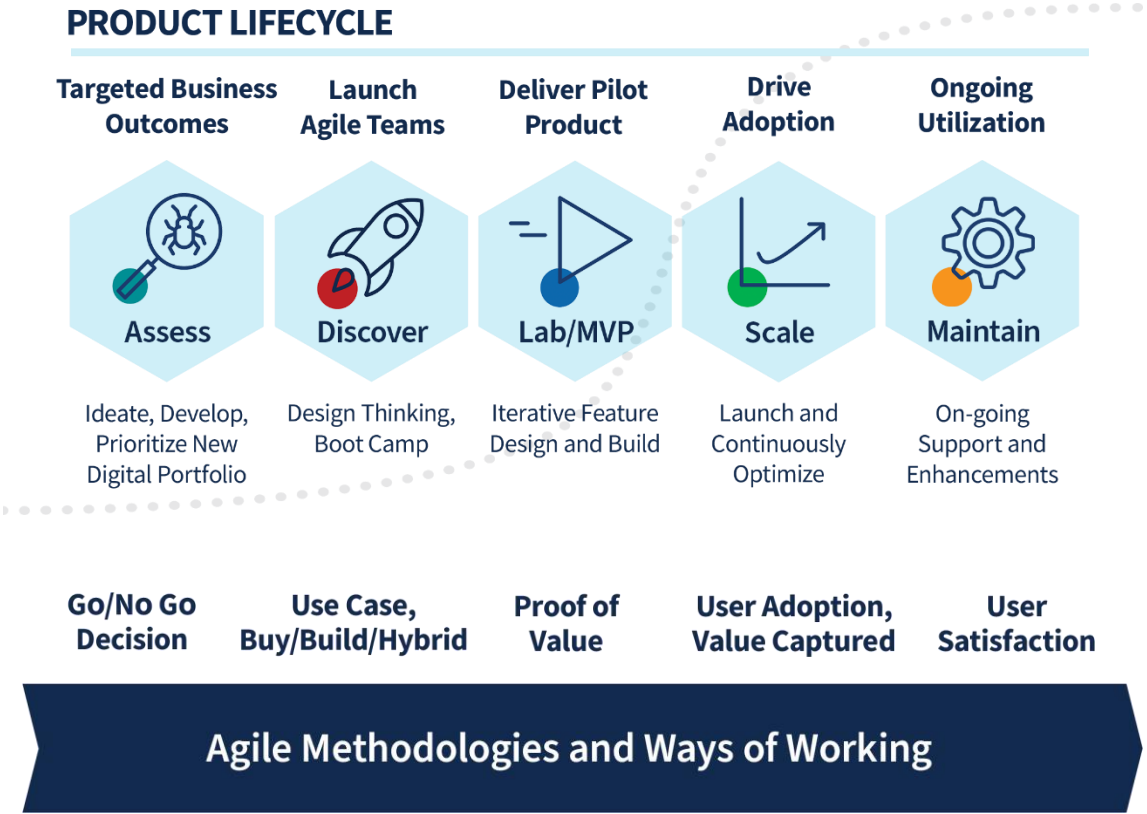 PRODUCT LIFECYCLE
Targeted Business
Outcomes
Launch
Agile Teams
Deliver Pilot
Product
Drive
Adoption
Ongoing
Utilization
Assess
Discover
Lab/MVP
Scale
Maintain
Ideate, Develop,
Prioritize New
Digital Portfolio
Design Thinking,
Boot Camp
Iterative Feature
Design and Build
Launch and
Continuously
Optimize
On-going
Support and
Enhancements
Go/No Go
Decision
Use Case,
Buy/Build/Hybrid
Proof of
Value
User Adoption,
Value Captured
User
Satisfaction
Agile Methodologies and Ways of Working